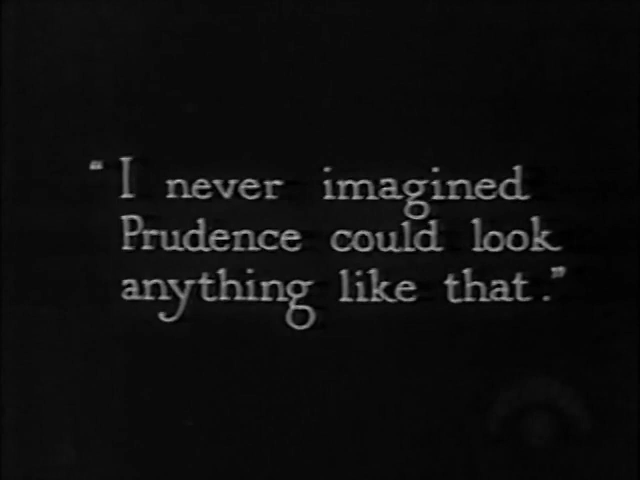 "I never imagined
Prudence could look
anything like that."